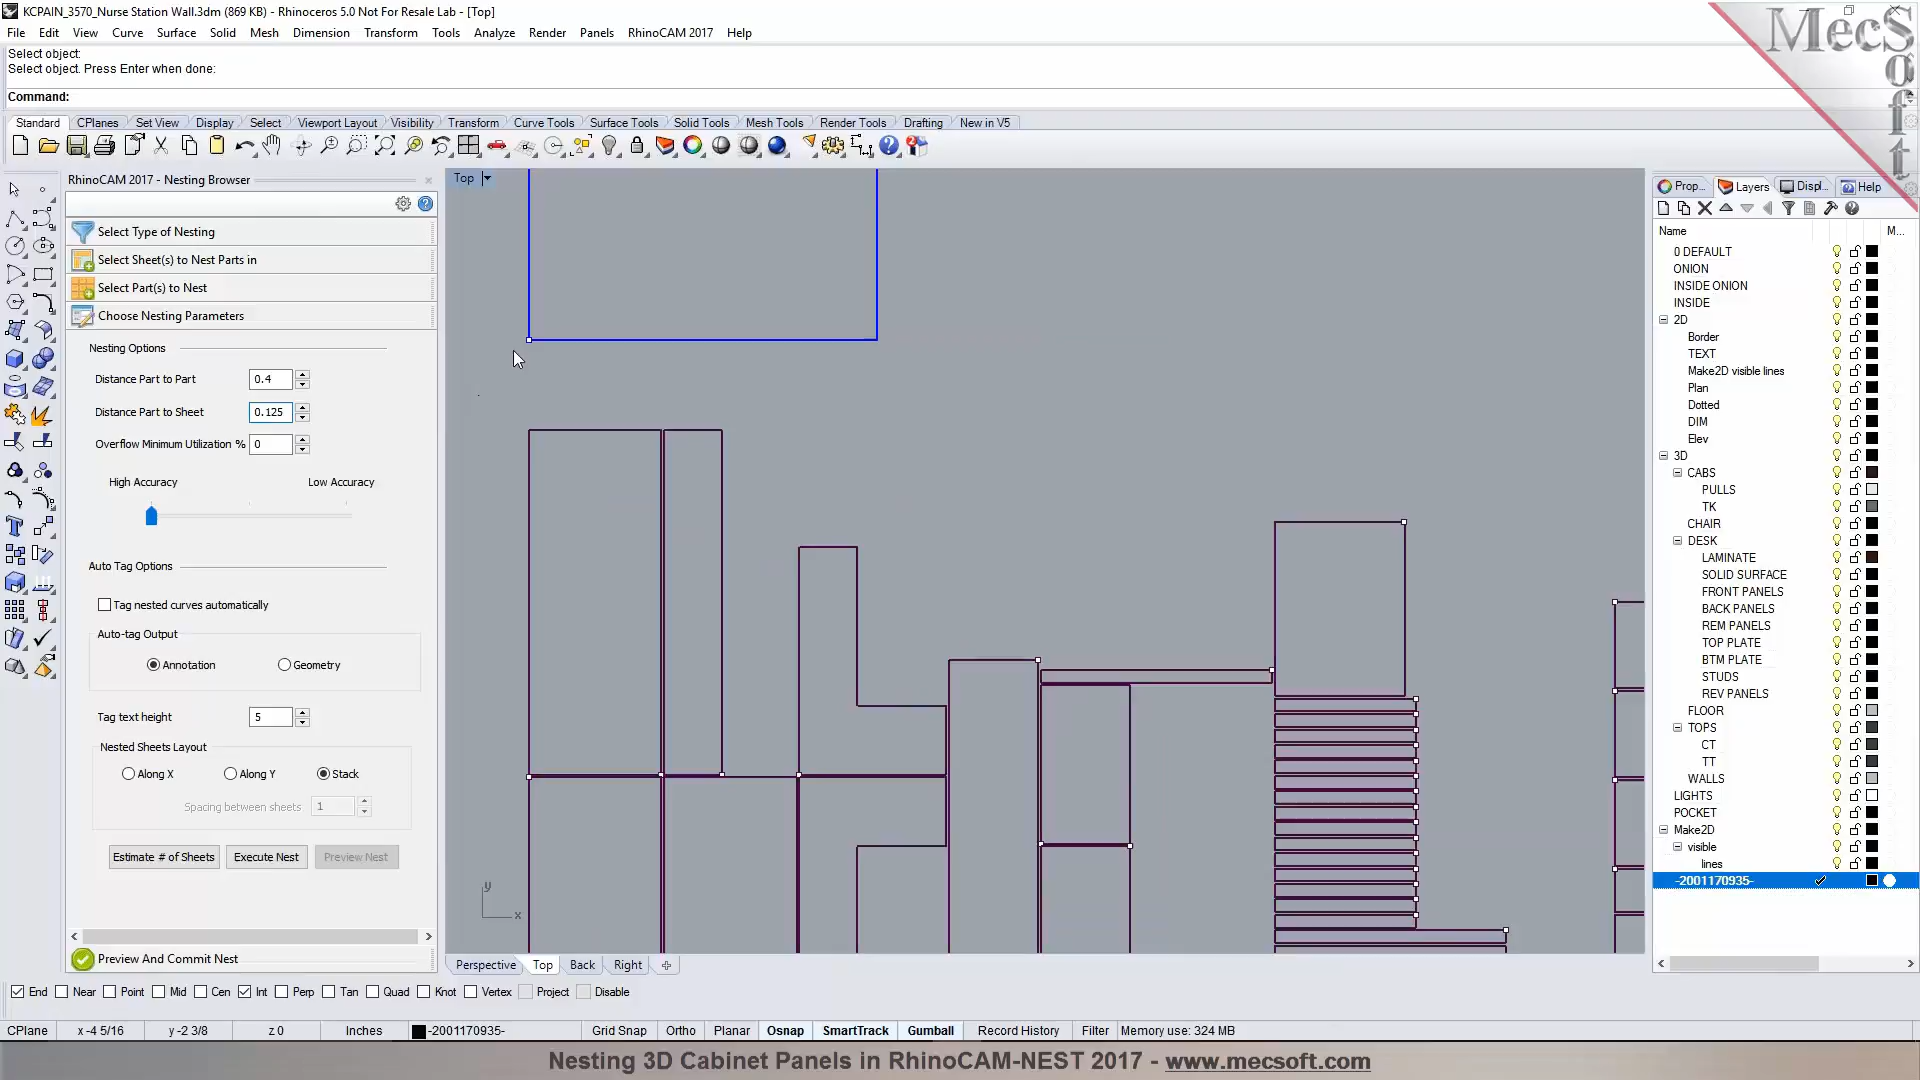 KCPAIN_3570_Nurse Station Wall.3dm (869 KB) - Rhinoceros 5.0 Not For Resale Lab - [Top]
File Edit View Curve Surface Solid Mesh Dimension Transform Tools Analyze Render Panels RhinoCAM 2017 Help
Select object:
Select object. Press Enter when done:
Command:
MecSoft
Standard CPlanes Set View Display Select Viewport Layout Visibility Transform Curve Tools Surface Tools Solid Tools Mesh Tools Render Tools Drafting New in V5
RhinoCAM 2017 - Nesting Browser
Select Type of Nesting
Select Sheet(s) to Nest Parts in
Select Part(s) to Nest
Choose Nesting Parameters
Nesting Options
Distance Part to Part 0.4
Distance Part to Sheet 0.125
Overflow Minimum Utilization % 0
High Accuracy Low Accuracy
Auto Tag Options
Tag nested curves automatically
Auto-tag Output
Annotation Geometry
Tag text height 5
Nested Sheets Layout
Along X Along Y Stack
Spacing between sheets 1
Estimate # of Sheets Execute Nest Preview Nest
Preview And Commit Nest
Top
y
x
Perspective Top Back Right
Prop... Layers Displ... Help
Name M...
0 DEFAULT
ONION
INSIDE ONION
INSIDE
2D
Border
TEXT
Make2D visible lines
Plan
Dotted
DIM
Elev
3D
CABS
PULLS
TK
CHAIR
DESK
LAMINATE
SOLID SURFACE
FRONT PANELS
BACK PANELS
REM PANELS
TOP PLATE
BTM PLATE
STUDS
REV PANELS
FLOOR
TOPS
CT
TT
WALLS
LIGHTS
POCKET
Make2D
visible
lines
-2001170935-
End Near Point Mid Cen Int Perp Tan Quad Knot Vertex Project Disable
CPlane x -4 5/16 y -2 3/8 z 0 Inches -2001170935- Grid Snap Ortho Planar Osnap SmartTrack Gumball Record History Filter Memory use: 324 MB
Nesting 3D Cabinet Panels in RhinoCAM-NEST 2017 - www.mecsoft.com